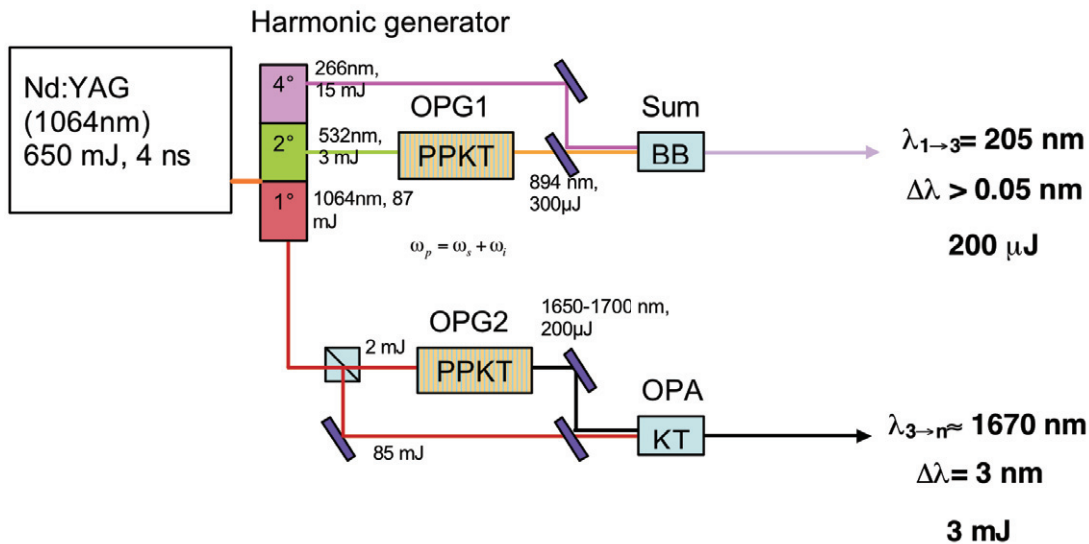 Harmonic generator
Nd:YAG
(1064nm)
650 mJ, 4 ns
4°
266nm,
15 mJ
2°
532nm,
3 mJ
1°
1064nm, 87
mJ
OPG1
PPKT
894 nm,
300µJ
Sum
BB
λ1→3= 205 nm
Δλ > 0.05 nm
200 µJ
ωp = ωs + ωi
OPG2
PPKT
2 mJ
1650-1700 nm,
200µJ
85 mJ
OPA
KT
λ3→n≈ 1670 nm
Δλ= 3 nm
3 mJ